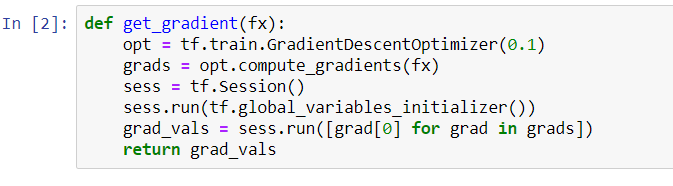 In [2]: def get_gradient(fx):
opt = tf.train.GradientDescentOptimizer(0.1)
grads = opt.compute_gradients(fx)
sess = tf.Session()
sess.run(tf.global_variables_initializer())
grad_vals = sess.run([grad[0] for grad in grads])
return grad_vals